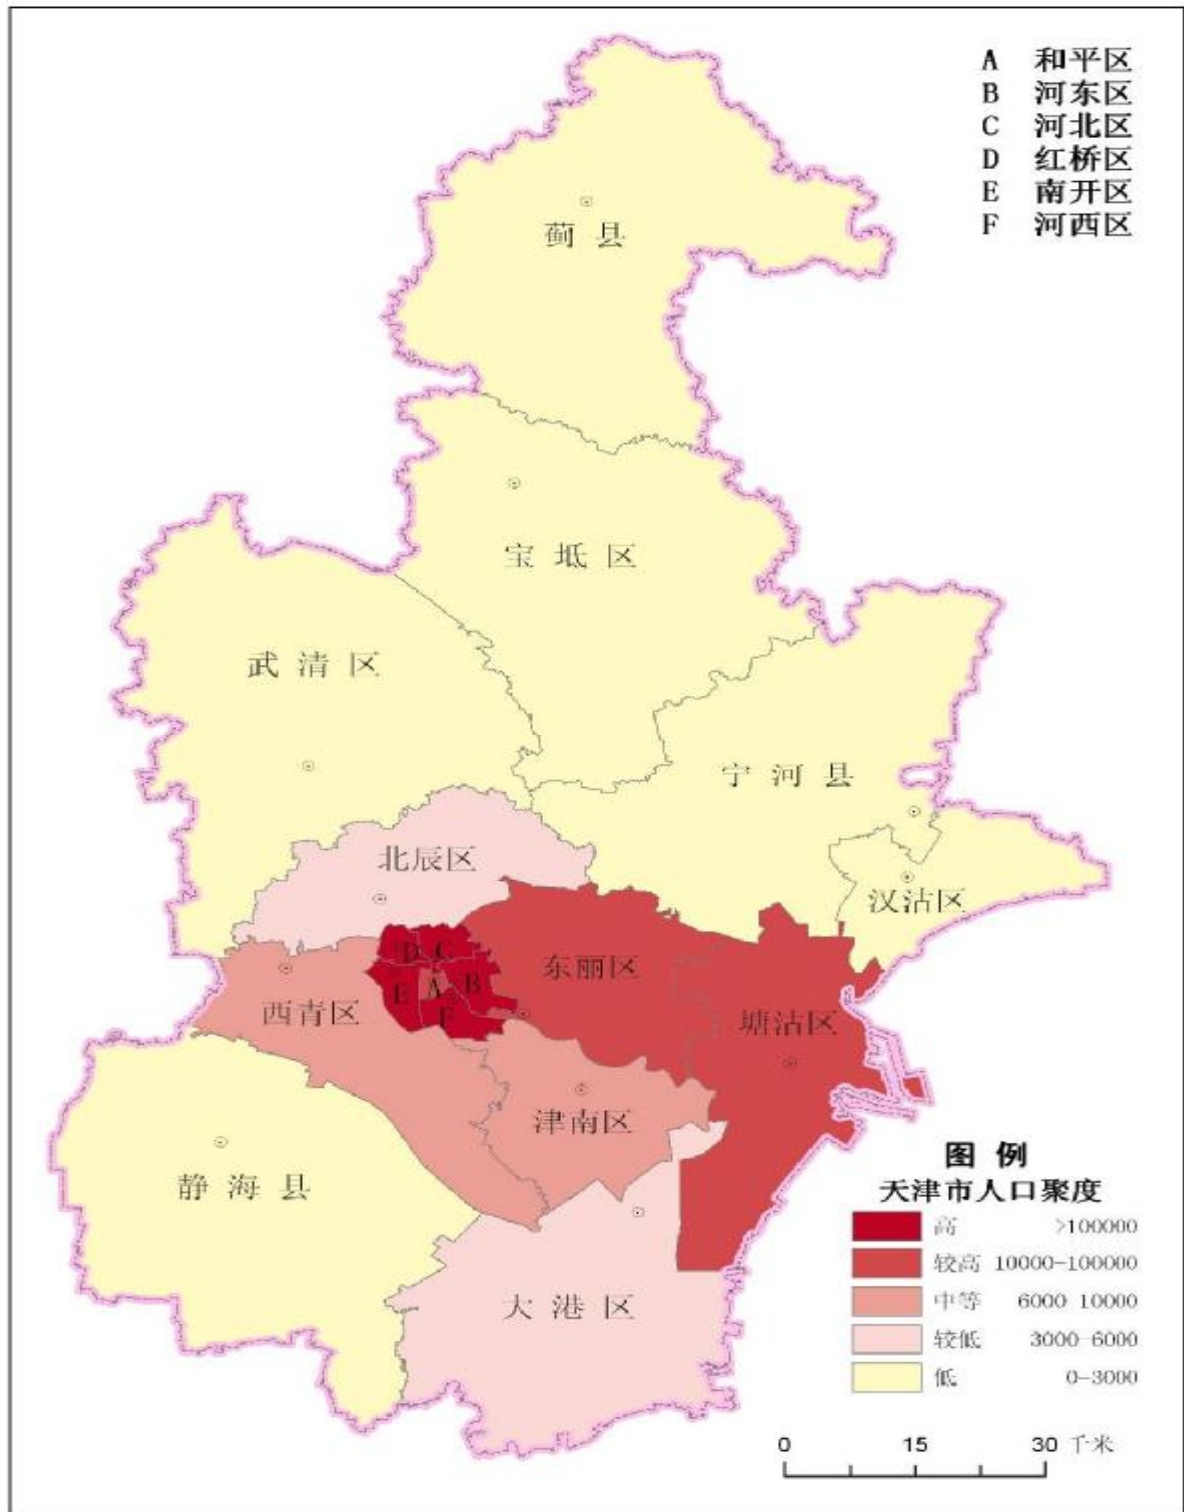 A 和平区
B 河东区
C 河北区
D 红桥区
E 南开区
F 河西区
蓟 县
宝 坻 区
武 清 区
宁 河 县
北辰区
汉沽区
D C
东丽区
E A B
西青区
F
塘沽区
津南区
静 海 县
大 港 区
图 例
天津市人口聚度
高 >100000
较高 10000-100000
中等 6000 10000
较低 3000-6000
低 0-3000
0 15 30 千米